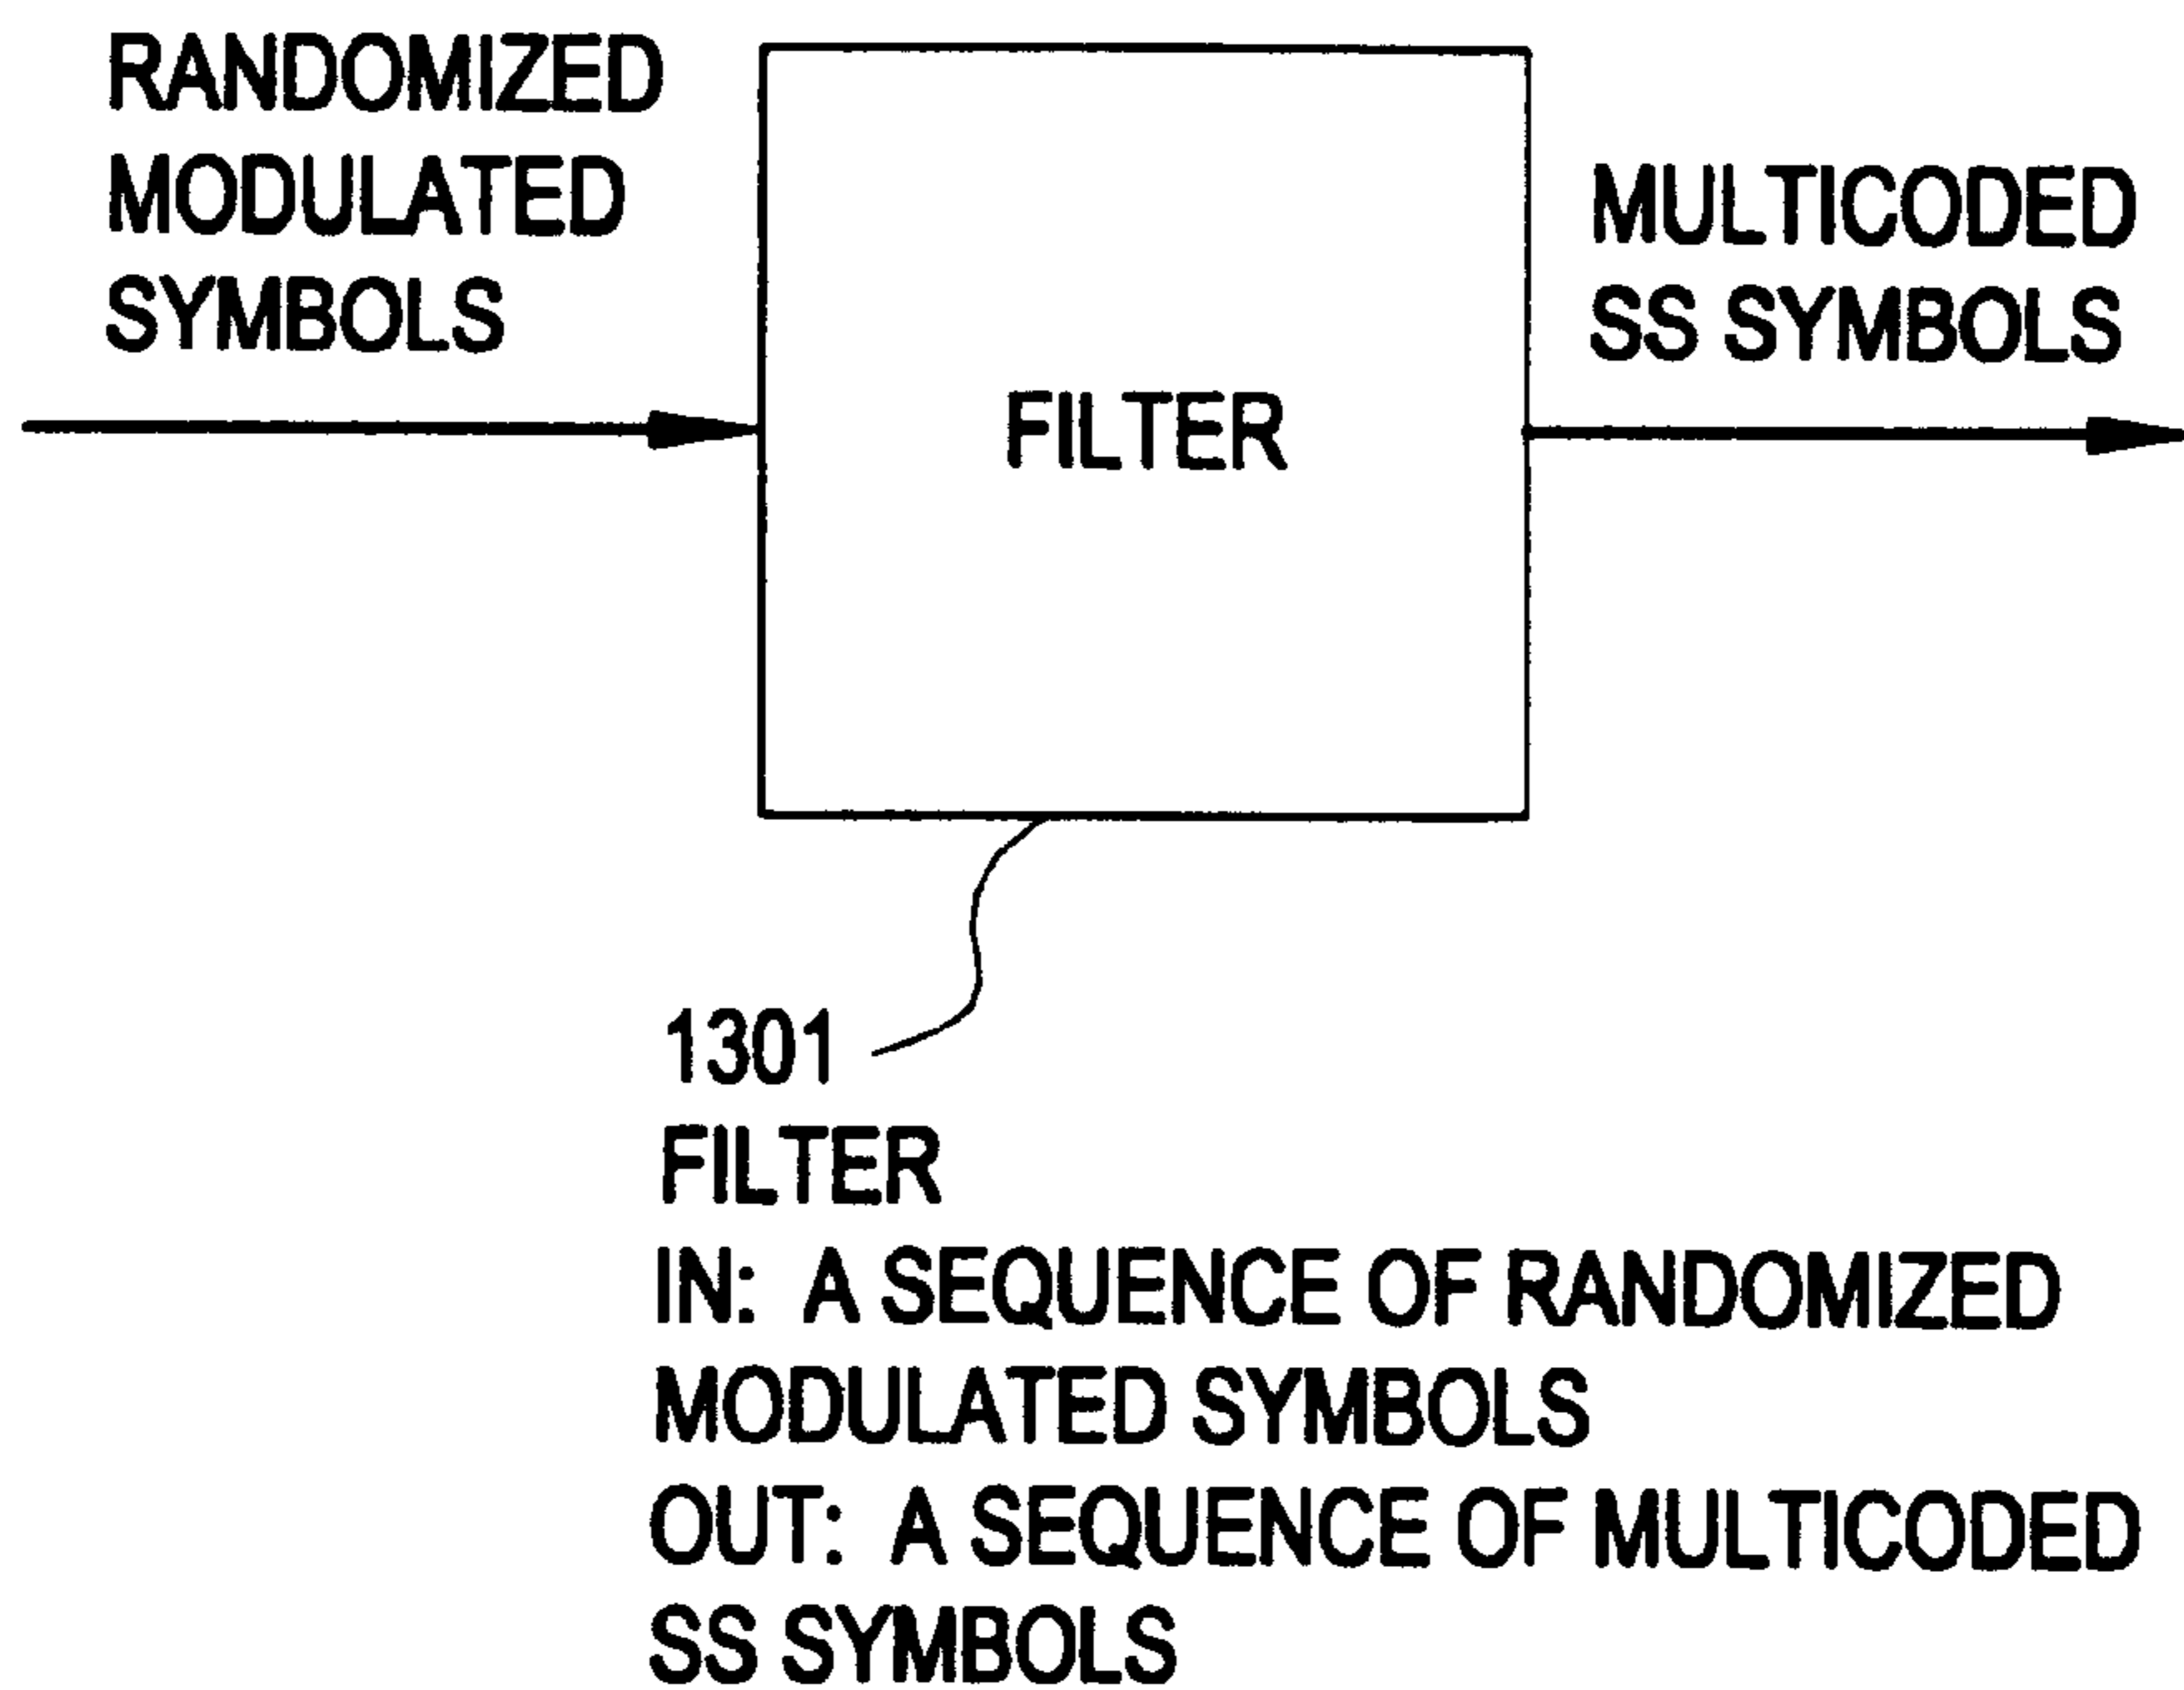 RANDOMIZED
MODULATED
SYMBOLS
FILTER
MULTICODED
SS SYMBOLS
1301
FILTER
IN: A SEQUENCE OF RANDOMIZED
MODULATED SYMBOLS
OUT: A SEQUENCE OF MULTICODED
SS SYMBOLS